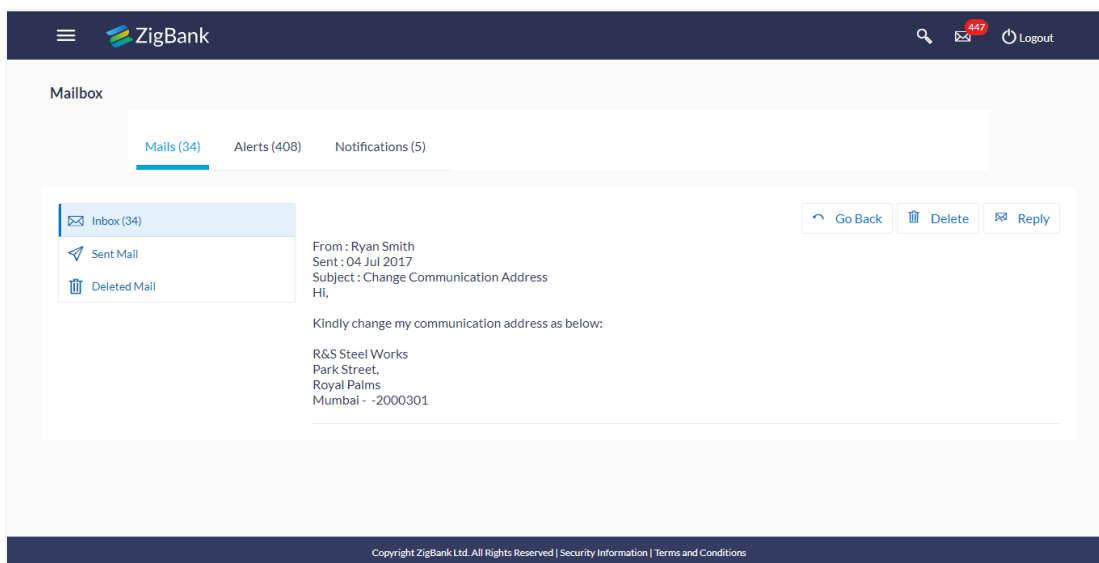 ZigBank
447
Logout
Mailbox
Mails (34) Alerts (408) Notifications (5)
Inbox (34)
Sent Mail
Deleted Mail
Go Back Delete Reply
From : Ryan Smith
Sent : 04 Jul 2017
Subject : Change Communication Address
Hi,
Kindly change my communication address as below:
R&S Steel Works
Park Street,
Royal Palms
Mumbai - -2000301
Copyright ZigBank Ltd. All Rights Reserved | Security Information | Terms and Conditions